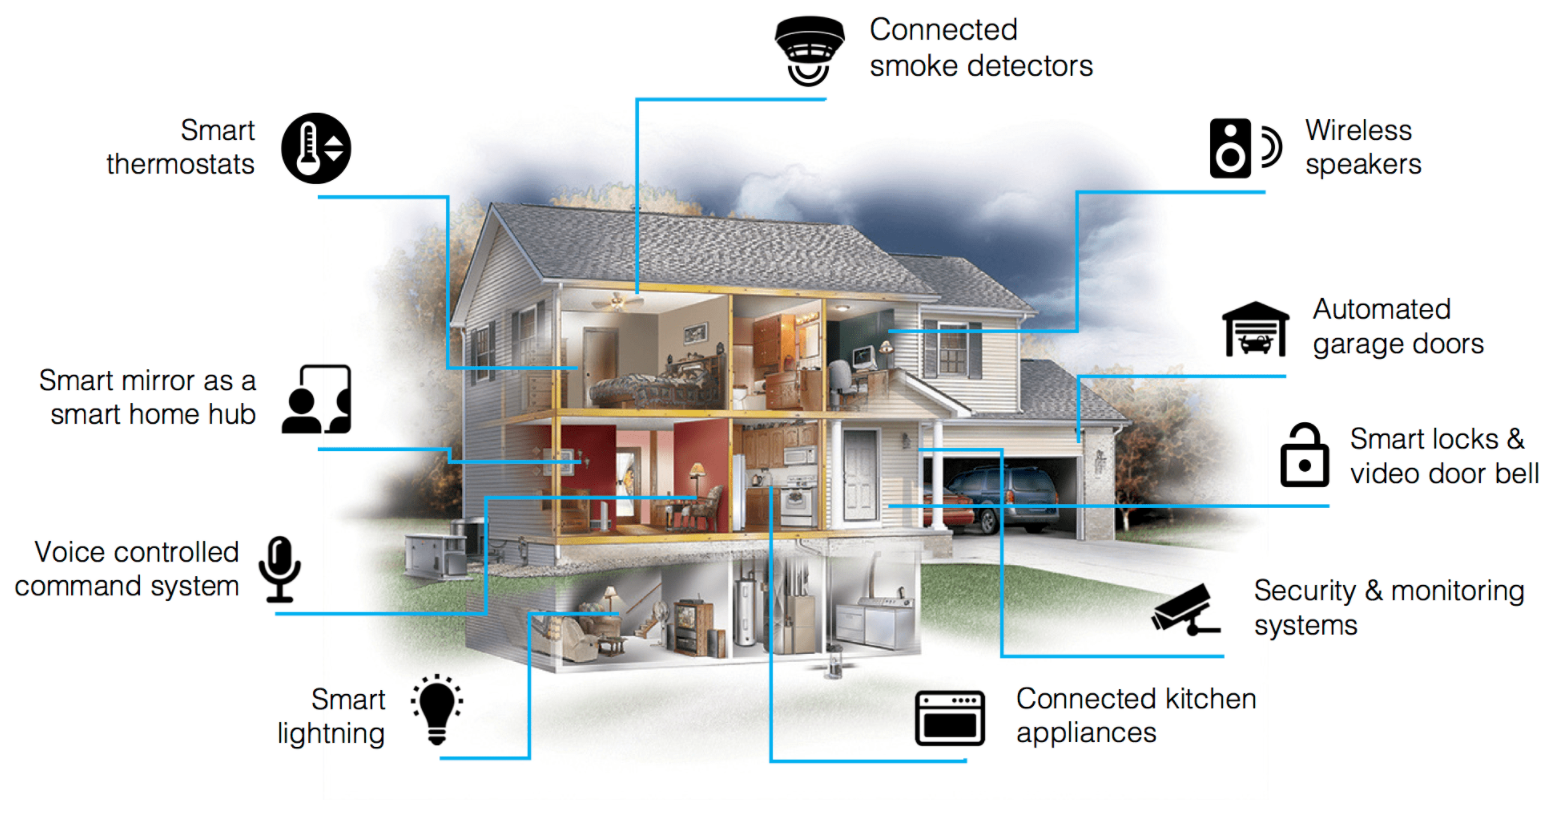 Connected
smoke detectors
Smart
thermostats
Wireless
speakers
Automated
garage doors
Smart mirror as a
smart home hub
Smart locks &
video door bell
Voice controlled
command system
Security & monitoring
systems
Smart
lightning
Connected kitchen
appliances